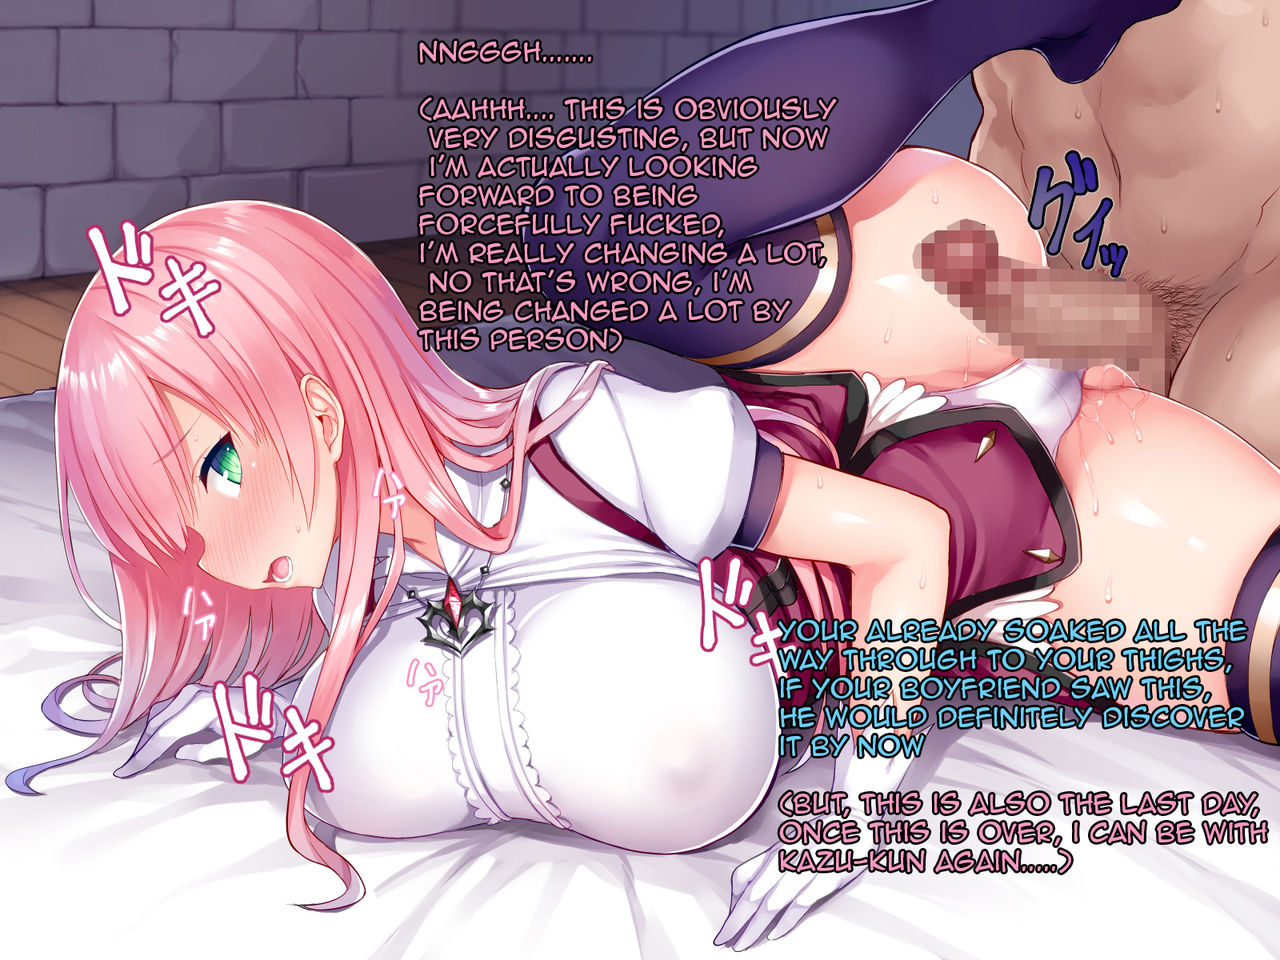 NNGGGH.......
(AAHHH.... THIS IS OBVIOUSLY
VERY DISGUSTING, BUT NOW
I'M ACTUALLY LOOKING
FORWARD TO BEING
FORCEFULLY FUCKED,
I'M REALLY CHANGING A LOT,
NO THAT'S WRONG, I'M
BEING CHANGED A LOT BY
THIS PERSON)
グイッ
ドキ
ハァ
ハァ
ハァ
ドキ
ドキ
YOUR ALREADY SOAKED ALL THE
WAY THROUGH TO YOUR THIGHS,
IF YOUR BOYFRIEND SAW THIS,
HE WOULD DEFINITELY DISCOVER
IT BY NOW
(BUT, THIS IS ALSO THE LAST DAY,
ONCE THIS IS OVER, I CAN BE WITH
KAZU-KUN AGAIN.....)